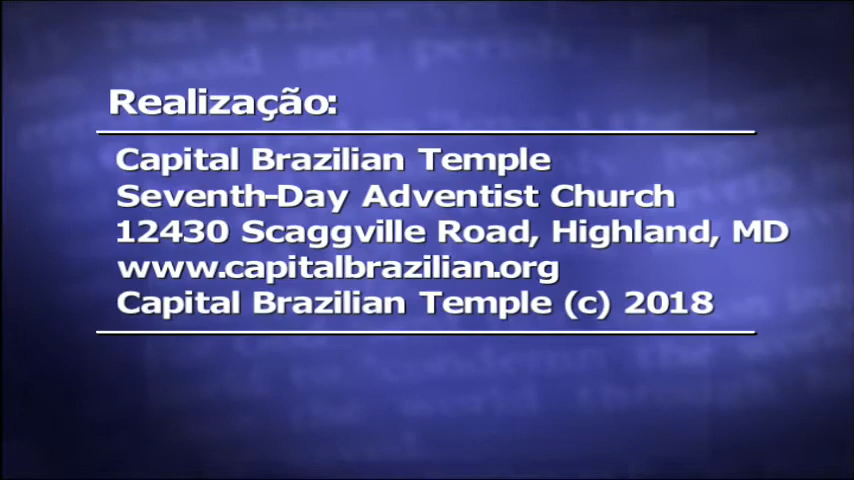 Realização:
Capital Brazilian Temple
Seventh-Day Adventist Church
12430 Scaggville Road, Highland, MD
www.capitalbrazilian.org
Capital Brazilian Temple (c) 2018